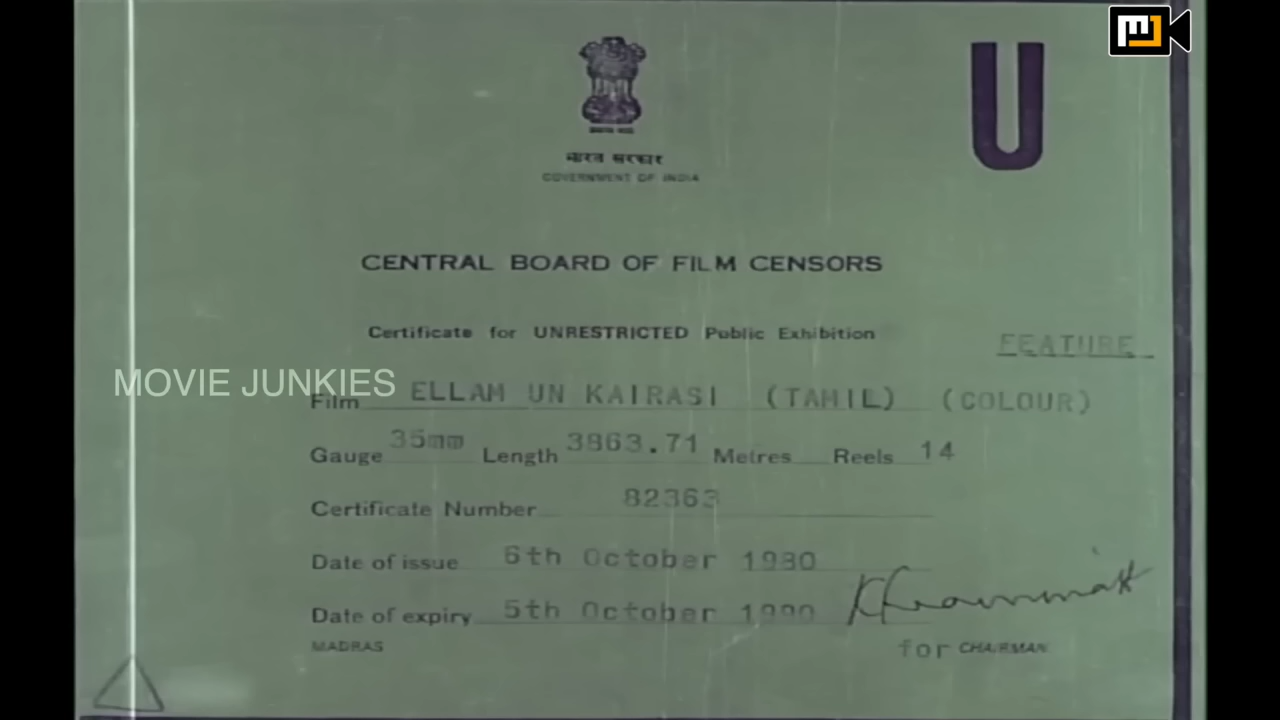 U
भारत सरकार
GOVERNMENT OF INDIA
CENTRAL BOARD OF FILM CENSORS
Certificate for UNRESTRICTED Public Exhibition
FEATURE
MOVIE JUNKIES
Film ELLAM UN KAIRASI (TAMIL) (COLOUR)
Gauge 35mm Length 3863.71 Metres Reels 14
Certificate Number 82363
Date of issue 6th October 1980
Date of expiry 5th October 1990
MADRAS for CHAIRMAN